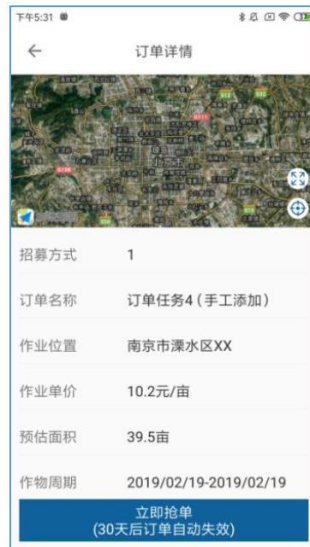 下午5:31
订单详情
北京市
招募方式 1
订单名称 订单任务4（手工添加）
作业位置 南京市溧水区XX
作业单价 10.2元/亩
预估面积 39.5亩
作物周期 2019/02/19-2019/02/19
立即抢单
(30天后订单自动失效)